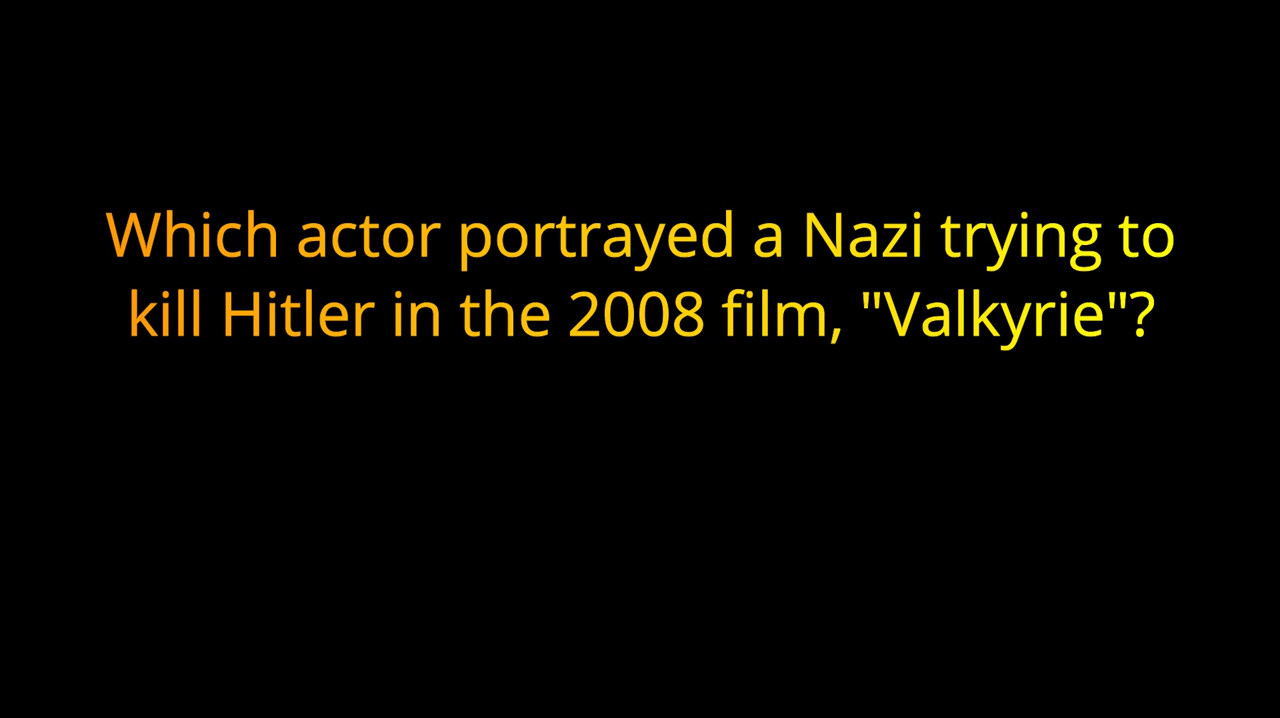 Which actor portrayed a Nazi trying to
kill Hitler in the 2008 film, "Valkyrie"?